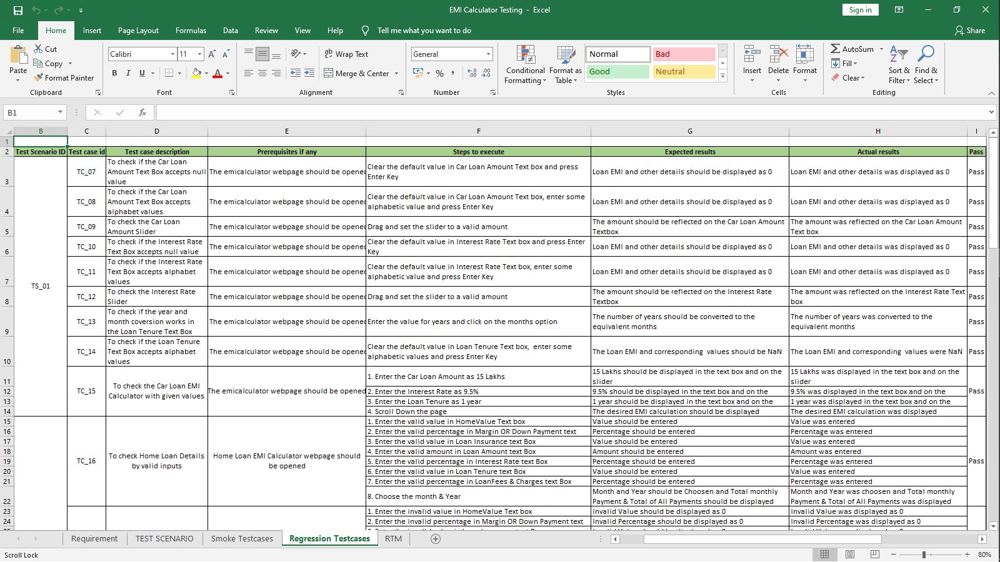 EMI Calculator Testing - Excel
Sign in
File Home Insert Page Layout Formulas Data Review View Help Tell me what you want to do Share
Paste
Cut
Copy
Format Painter
Clipboard
Calibri 11
B I U
Font
Wrap Text
Merge & Center
Alignment
General
Number
Conditional Formatting
Format as Table
Normal Bad
Good Neutral
Styles
Insert Delete Format
Cells
AutoSum
Fill
Clear
Sort & Filter
Find & Select
Editing
B1
fx
B C D E F G H I
1
2 Test Scenario ID Test case id Test case description Prerequisites if any Steps to execute Expected results Actual results Pass
TS_01
3 TC_07 To check if the Car Loan Amount Text Box accepts null value The emicalculator webpage should be opened Clear the default value in Car Loan Amount Text box and press Enter Key Loan EMI and other details should be displayed as 0 Loan EMI and other details was displayed as 0 Pass
4 TC_08 To check if the Car Loan Amount Text Box accepts alphabet values The emicalculator webpage should be opened Clear the default value in Car Loan Amount Text box, enter some alphabetic value and press Enter Key Loan EMI and other details should be displayed as 0 Loan EMI and other details was displayed as 0 Pass
5 TC_09 To check the Car Loan Amount Slider The emicalculator webpage should be opened Drag and set the slider to a valid amount The amount should be reflected on the Car Loan Amount Textbox The amount was reflected on the Car Loan Amount Text box Pass
6 TC_10 To check if the Interest Rate Text Box accepts null value The emicalculator webpage should be opened Clear the default value in Interest Rate Text box and press Enter Key Loan EMI and other details should be displayed as 0 Loan EMI and other details was displayed as 0 Pass
7 TC_11 To check if the Interest Rate Text Box accepts alphabet values The emicalculator webpage should be opened Clear the default value in Interest Rate Text box, enter some alphabetic value and press Enter Key Loan EMI and other details should be displayed as 0 Loan EMI and other details was displayed as 0 Pass
8 TC_12 To check the Interest Rate Slider The emicalculator webpage should be opened Drag and set the slider to a valid amount The amount should be reflected on the Interest Rate Textbox The amount was reflected on the Interest Rate Text box Pass
9 TC_13 To check if the year and month coversion works in the Loan Tenure Text Box The emicalculator webpage should be opened Enter the value for years and click on the months option The number of years should be converted to the equivalent months The number of years was converted to the equivalent months Pass
10 TC_14 To check if the Loan Tenure Text Box accepts alphabet values The emicalculator webpage should be opened Clear the default value in Loan Tenure Text box, enter some alphabetic values and press Enter Key The Loan EMI and corresponding values should be NaN The Loan EMI and corresponding values were NaN Pass
TC_15 To check the Car Loan EMI Calculator with given values The emicalculator webpage should be opened Pass
11 1. Enter the Car Loan Amount as 15 Lakhs 15 Lakhs should be displayed in the text box and on the slider 15 Lakhs was displayed in the text box and on the slider
12 2. Enter the Interest Rate as 9.5% 9.5% should be displayed in the text box and on the 9.5% was displayed in the text box and on the
13 3. Enter the Loan Tenure as 1 year 1 year should be displayed in the text box and on the 1 year was displayed in the text box and on the
14 4. Scroll Down the page The desired EMI calculation should be displayed The desired EMI calculation was displayed
TC_16 To check Home Loan Details by valid inputs Home Loan EMI Calculator webpage should be opened Pass
15 1. Enter the valid value in HomeValue Text box Value should be entered Value was entered
16 2. Enter the valid percentage in Margin OR Down Payment text Percentage should be entered Percentage was entered
17 3. Enter the valid value in Loan Insurance text Box Value should be entered Value was entered
18 4. Enter the valid amount in Loan Amount text Box Amount should be entered Amount was entered
19 5. Enter the valid percentage in Interest Rate text Box Percentage should be entered Percentage was entered
20 6. Enter the valid value in Loan Tenure text Box Value should be entered Value was entered
21 7. Enter the valid percentage in LoanFees & Charges text Box Percentage should be entered Percentage was entered
22 8. Choose the month & Year Month and Year should be Choosen and Total monthly Payment & Total of All Payments should be displayed Month and Year was choosen and Total monthly Payment & Total of All Payments was displayed
23 1. Enter the invalid value in HomeValue Text box Invalid Value should be displayed as 0 Invalid Value was displayed as 0
24 2. Enter the invalid percentage in Margin OR Down Payment text Invalid Percentage should be displayed as 0 Invalid Percentage was displayed as 0
Requirement TEST SCENARIO Smoke Testcases Regression Testcases RTM
Scroll Lock
80%